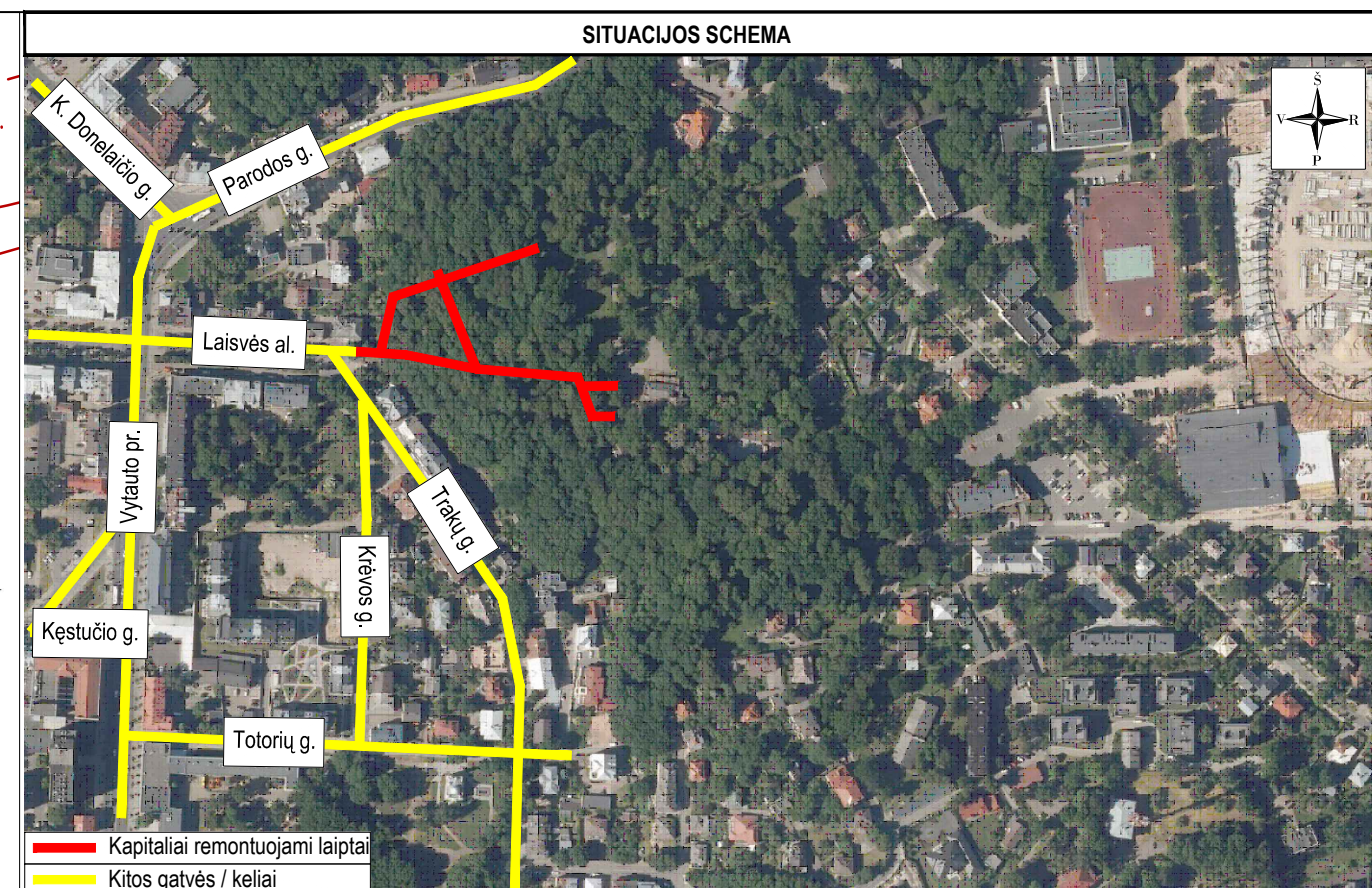 SITUACIJOS SCHEMA
Š
V
R
P
K. Donelaičio g.
Parodos g.
Laisvės al.
Vytauto pr.
Trakų g.
Krėvos g.
Kęstučio g.
Totorių g.
Kapitaliai remontuojami laiptai
Kitos gatvės / keliai